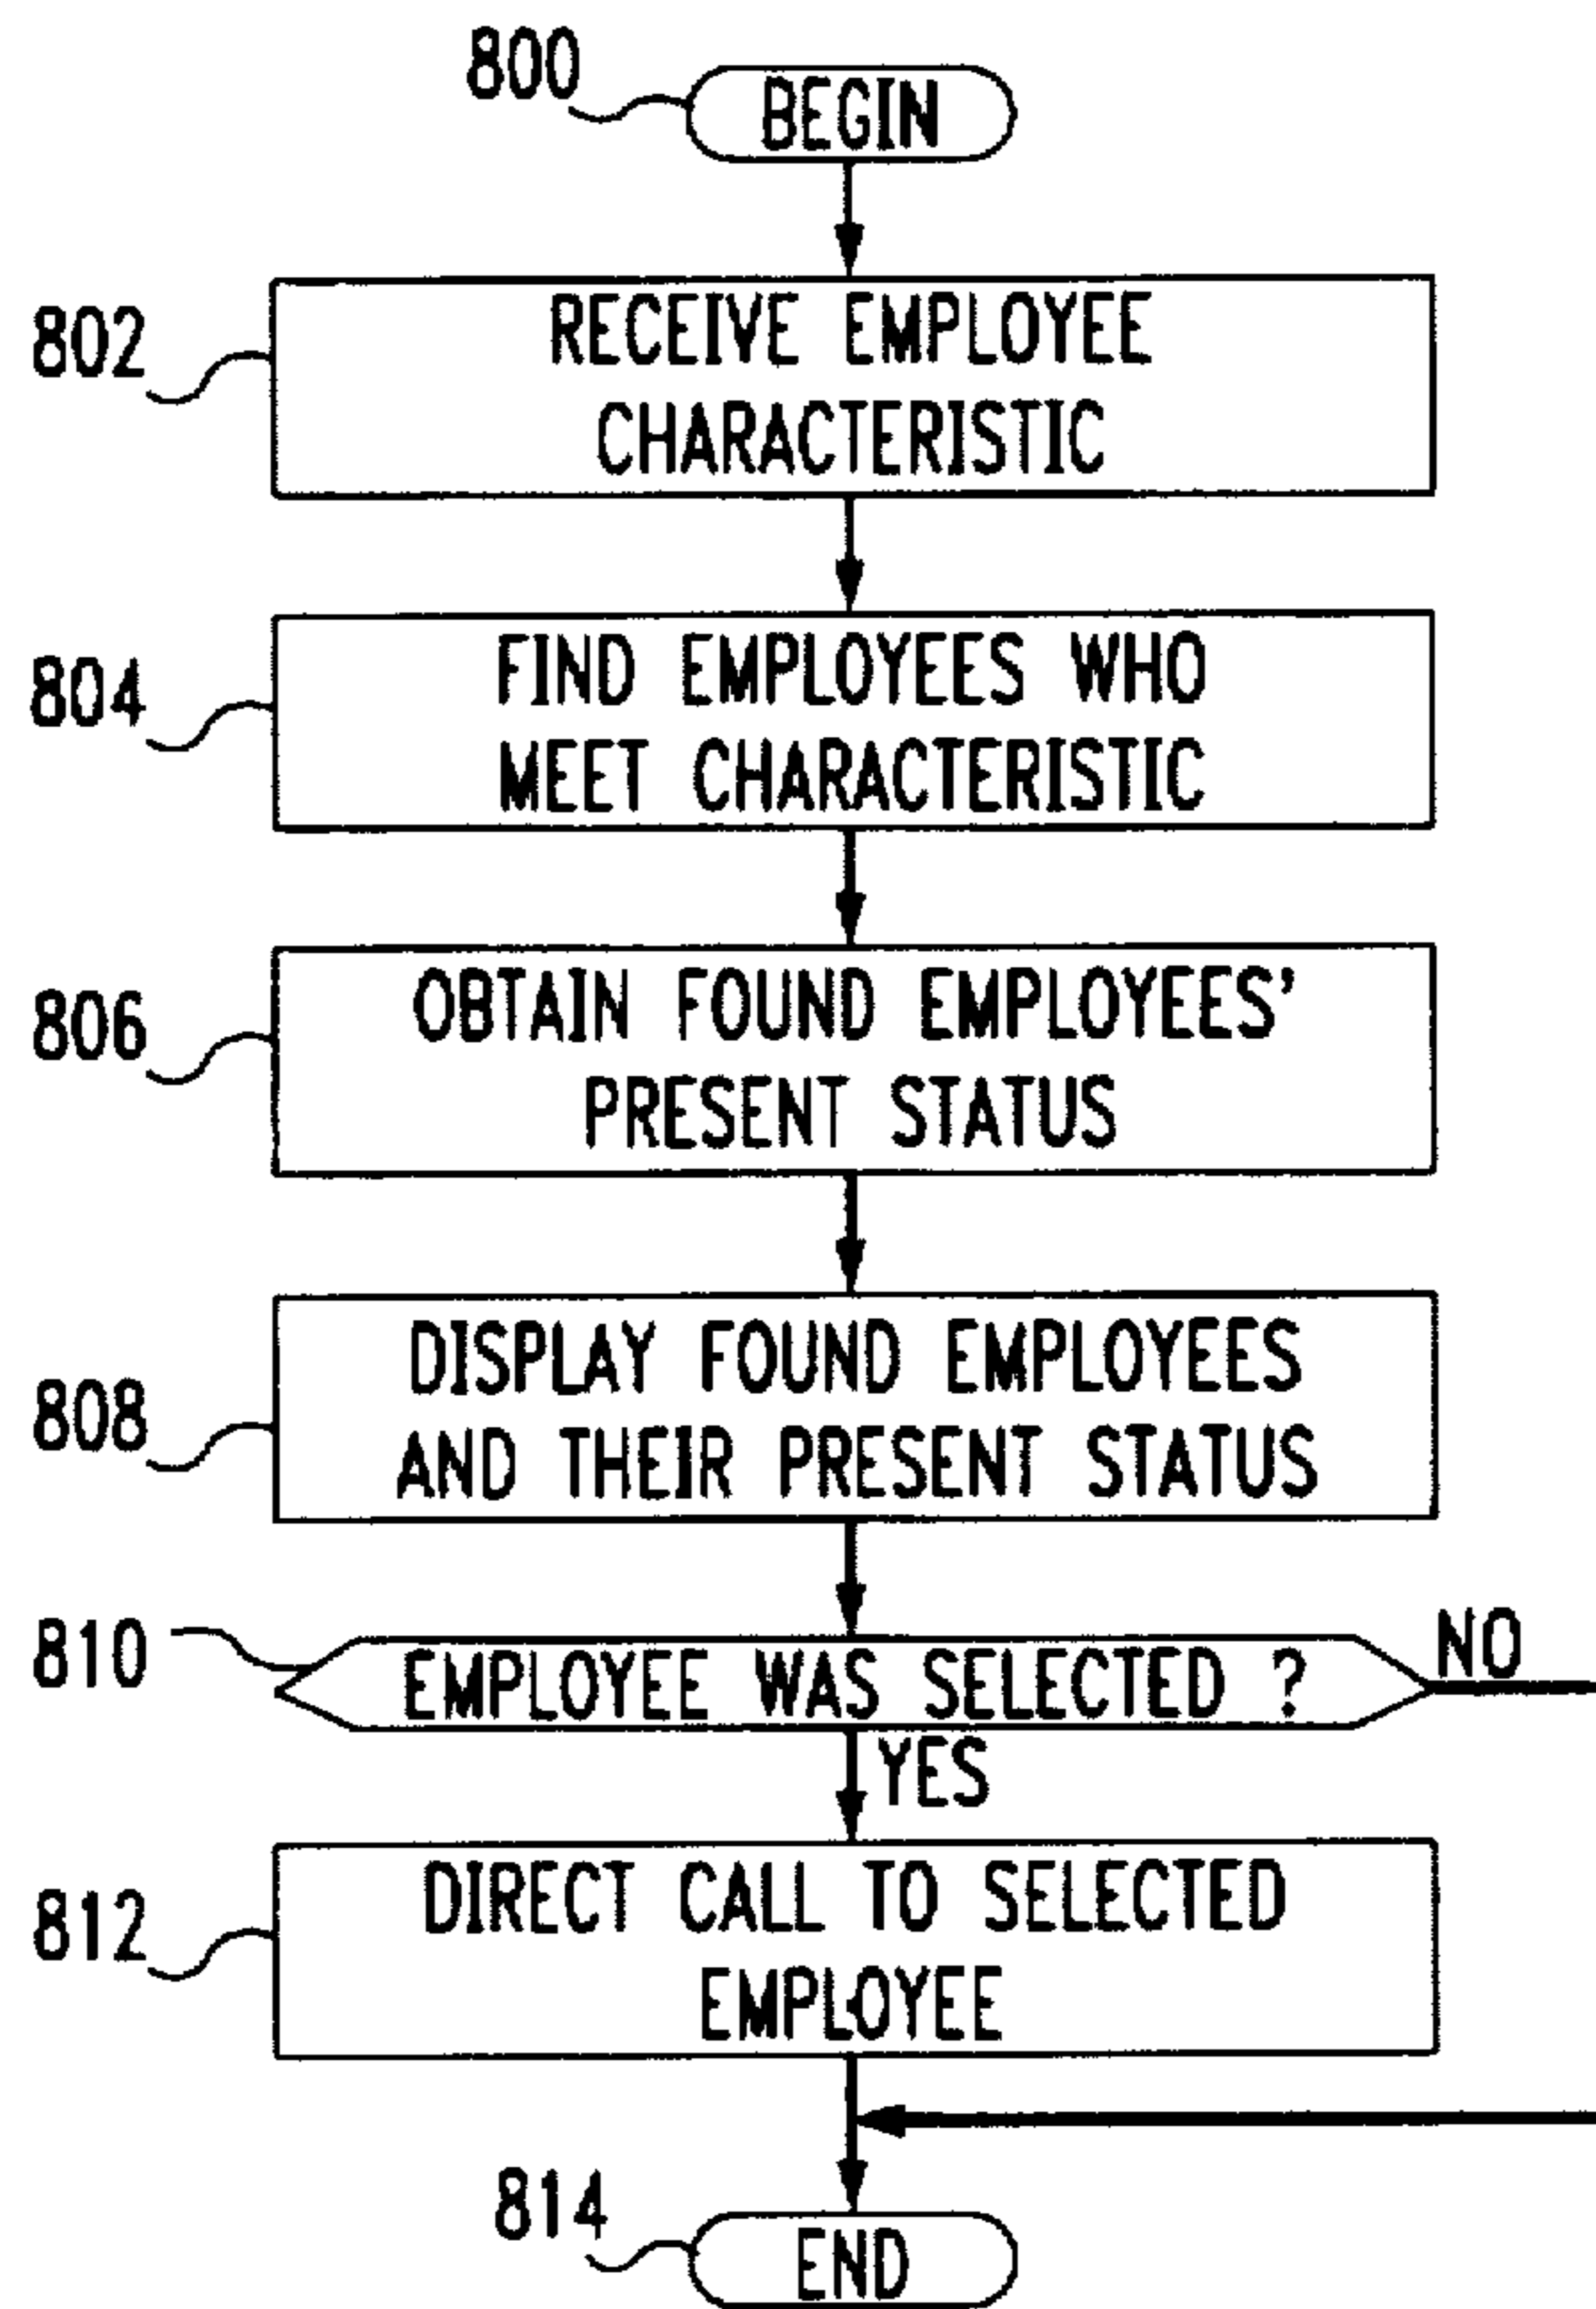 800
BEGIN
802
RECEIVE EMPLOYEE
CHARACTERISTIC
804
FIND EMPLOYEES WHO
MEET CHARACTERISTIC
806
OBTAIN FOUND EMPLOYEES'
PRESENT STATUS
808
DISPLAY FOUND EMPLOYEES
AND THEIR PRESENT STATUS
810
EMPLOYEE WAS SELECTED ?
NO
YES
812
DIRECT CALL TO SELECTED
EMPLOYEE
814
END